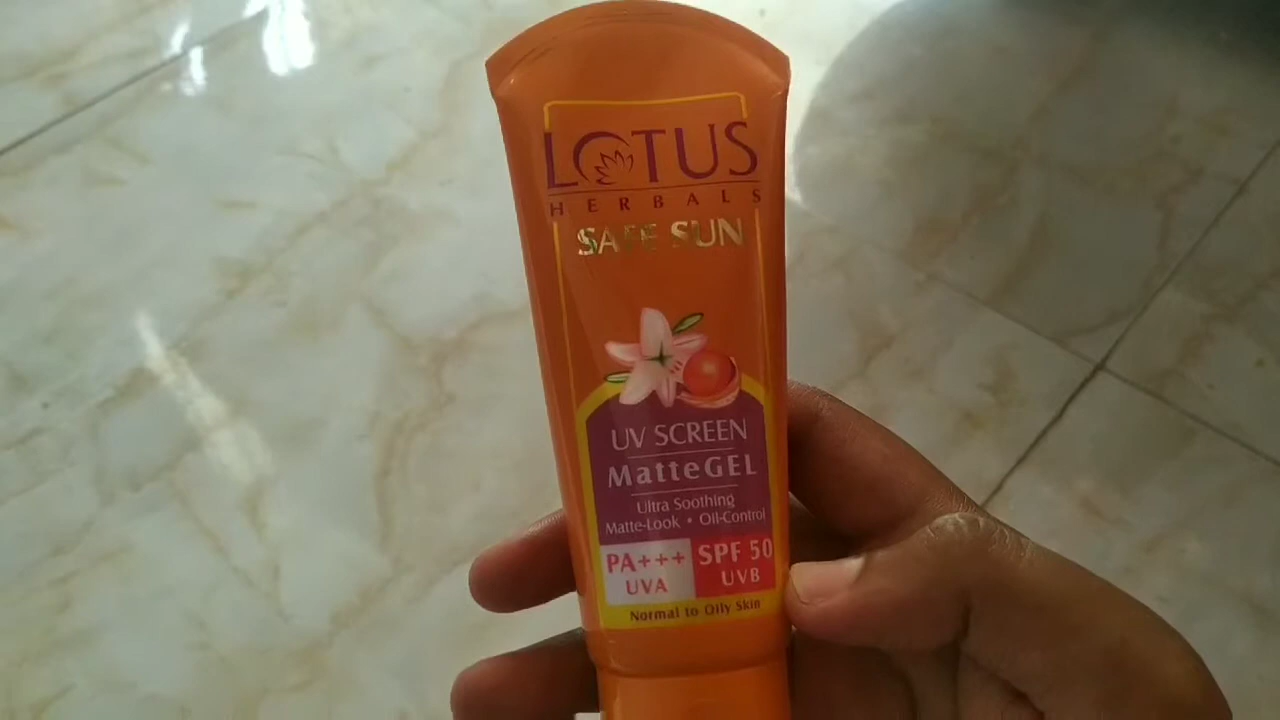 LOTUS
HERBALS
SAFE SUN
UV SCREEN
MatteGEL
Ultra Soothing
Matte-Look • Oil-Control
PA+++ SPF 50
UVA UVB
Normal to Oily Skin